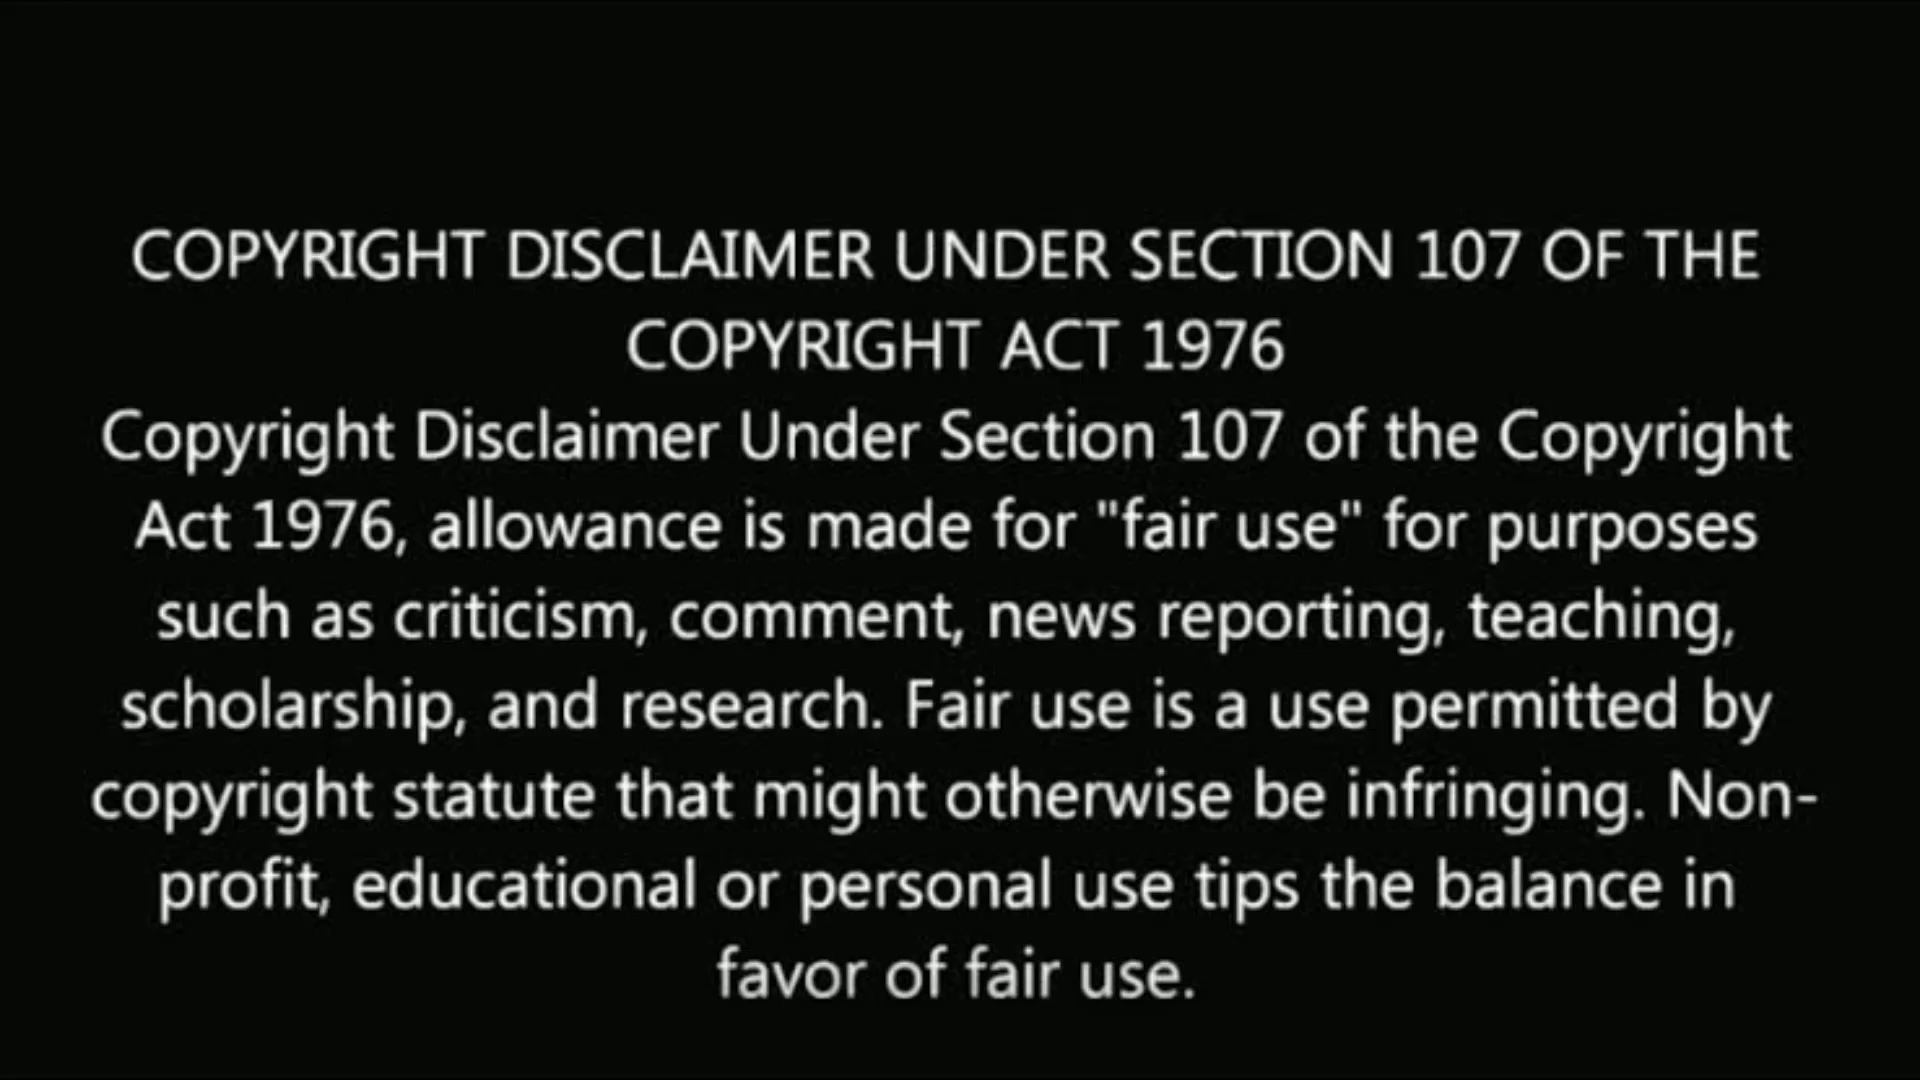 COPYRIGHT DISCLAIMER UNDER SECTION 107 OF THE
COPYRIGHT ACT 1976
Copyright Disclaimer Under Section 107 of the Copyright
Act 1976, allowance is made for "fair use" for purposes
such as criticism, comment, news reporting, teaching,
scholarship, and research. Fair use is a use permitted by
copyright statute that might otherwise be infringing. Non-
profit, educational or personal use tips the balance in
favor of fair use.